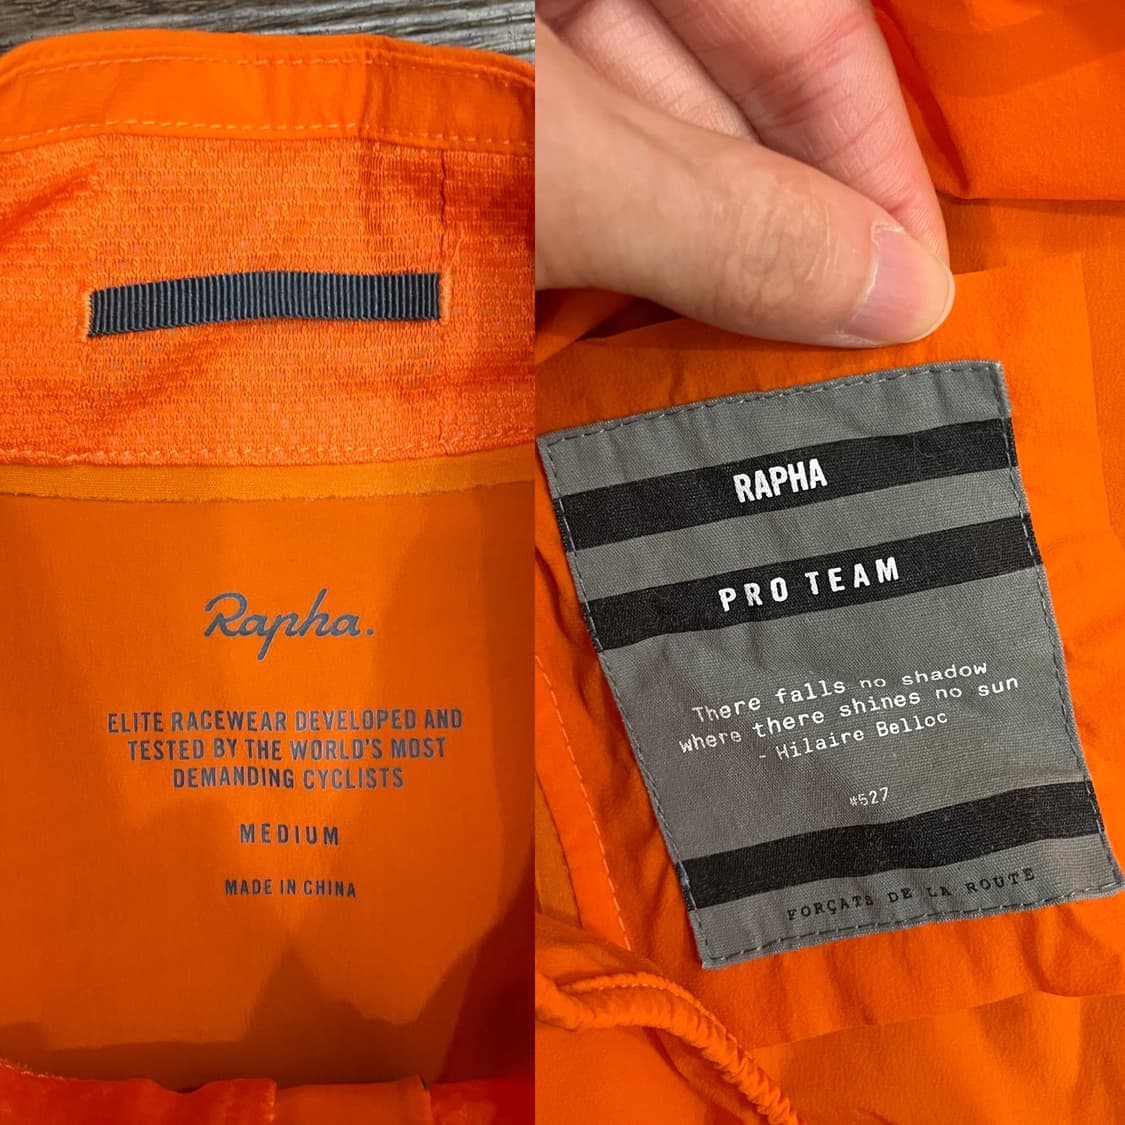 Rapha.
ELITE RACEWEAR DEVELOPED AND
TESTED BY THE WORLD'S MOST
DEMANDING CYCLISTS
MEDIUM
MADE IN CHINA
RAPHA
PRO TEAM
There falls no shadow
where there shines no sun
- Hilaire Belloc
#527
FORÇATS DE LA ROUTE